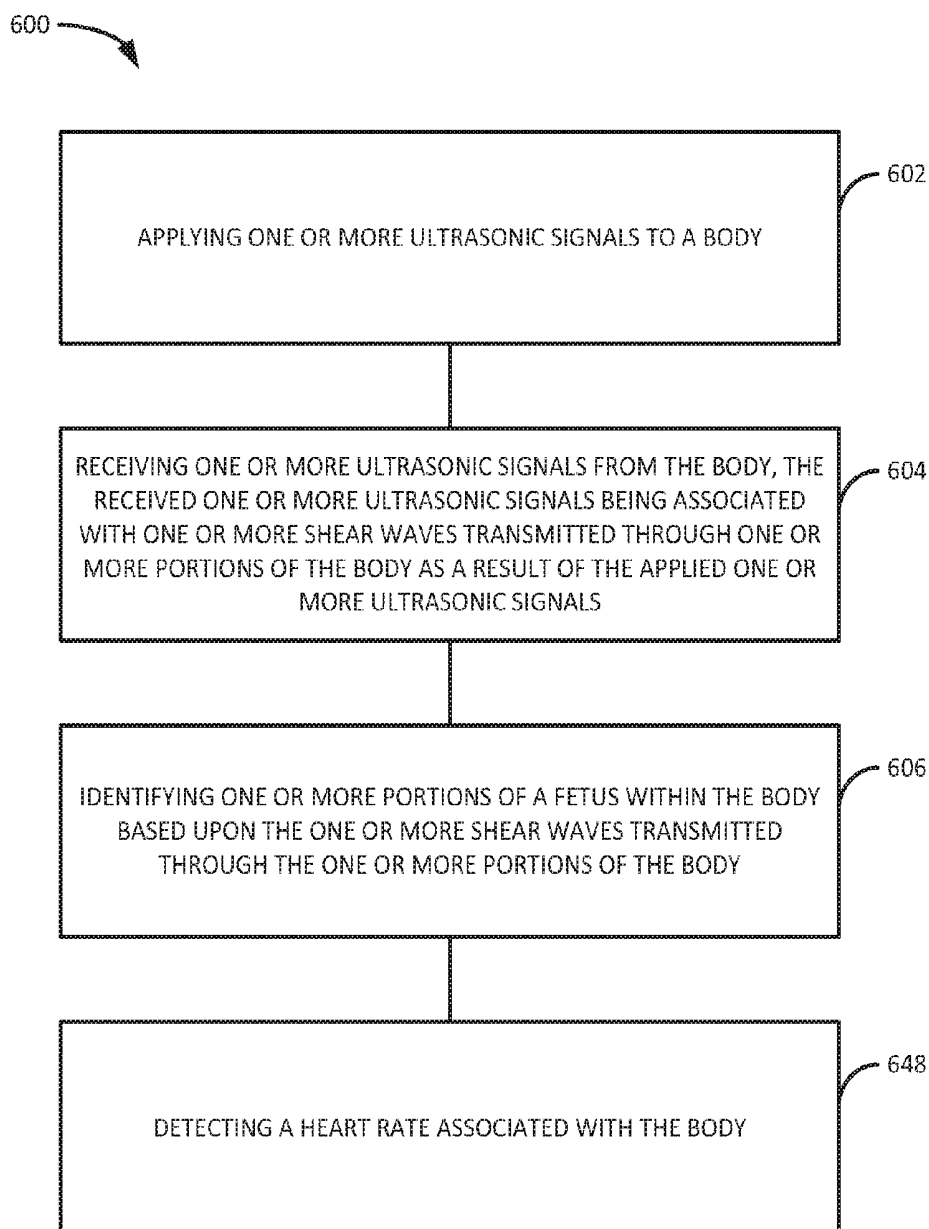 600
602
APPLYING ONE OR MORE ULTRASONIC SIGNALS TO A BODY
RECEIVING ONE OR MORE ULTRASONIC SIGNALS FROM THE BODY, THE
RECEIVED ONE OR MORE ULTRASONIC SIGNALS BEING ASSOCIATED
WITH ONE OR MORE SHEAR WAVES TRANSMITTED THROUGH ONE OR
MORE PORTIONS OF THE BODY AS A RESULT OF THE APPLIED ONE OR
MORE ULTRASONIC SIGNALS
604
IDENTIFYING ONE OR MORE PORTIONS OF A FETUS WITHIN THE BODY
BASED UPON THE ONE OR MORE SHEAR WAVES TRANSMITTED
THROUGH THE ONE OR MORE PORTIONS OF THE BODY
606
648
DETECTING A HEART RATE ASSOCIATED WITH THE BODY